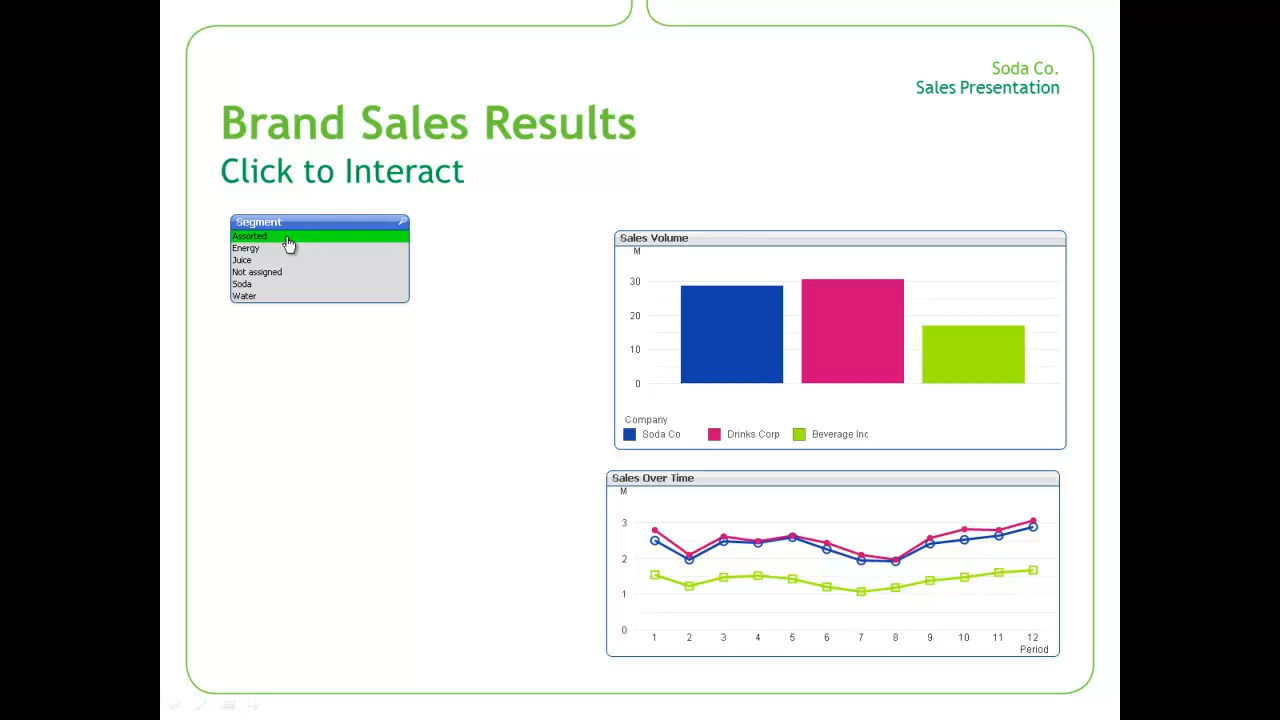 Soda Co.
Sales Presentation
Brand Sales Results
Click to Interact
Segment
Assorted
Energy
Juice
Not assigned
Soda
Water
Sales Volume
M
30
20
10
0
Company
Soda Co
Drinks Corp
Beverage Inc
Sales Over Time
M
3
2
1
0
1 2 3 4 5 6 7 8 9 10 11 12
Period